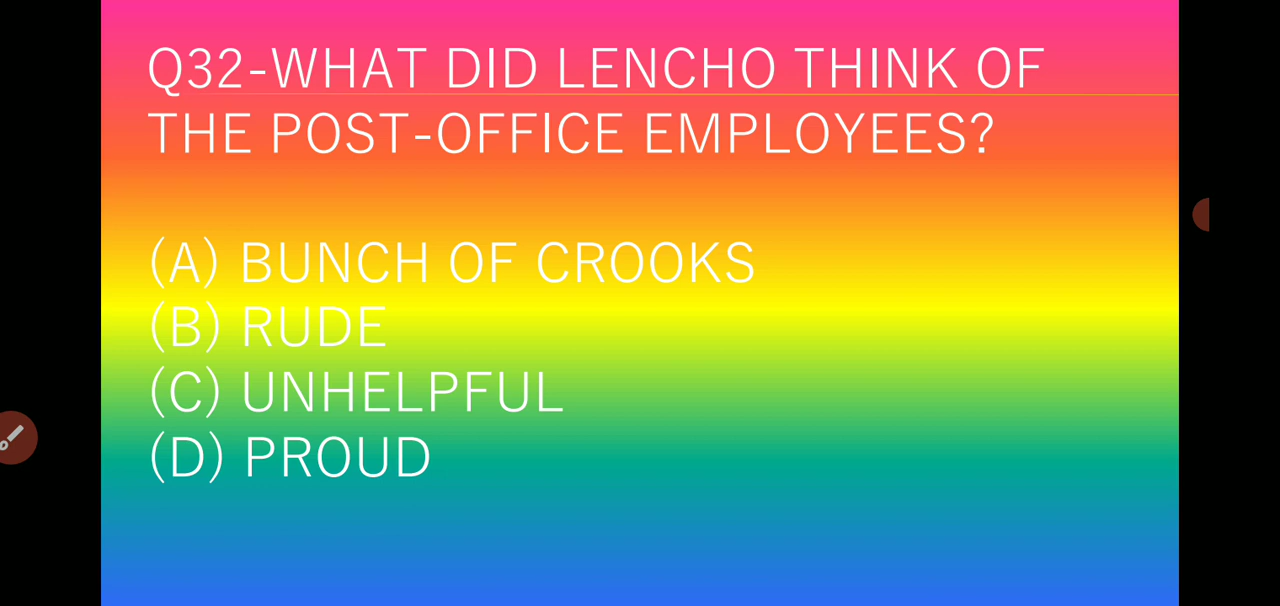 Q32-WHAT DID LENCHO THINK OF
THE POST-OFFICE EMPLOYEES?
(A) BUNCH OF CROOKS
(B) RUDE
(C) UNHELPFUL
(D) PROUD